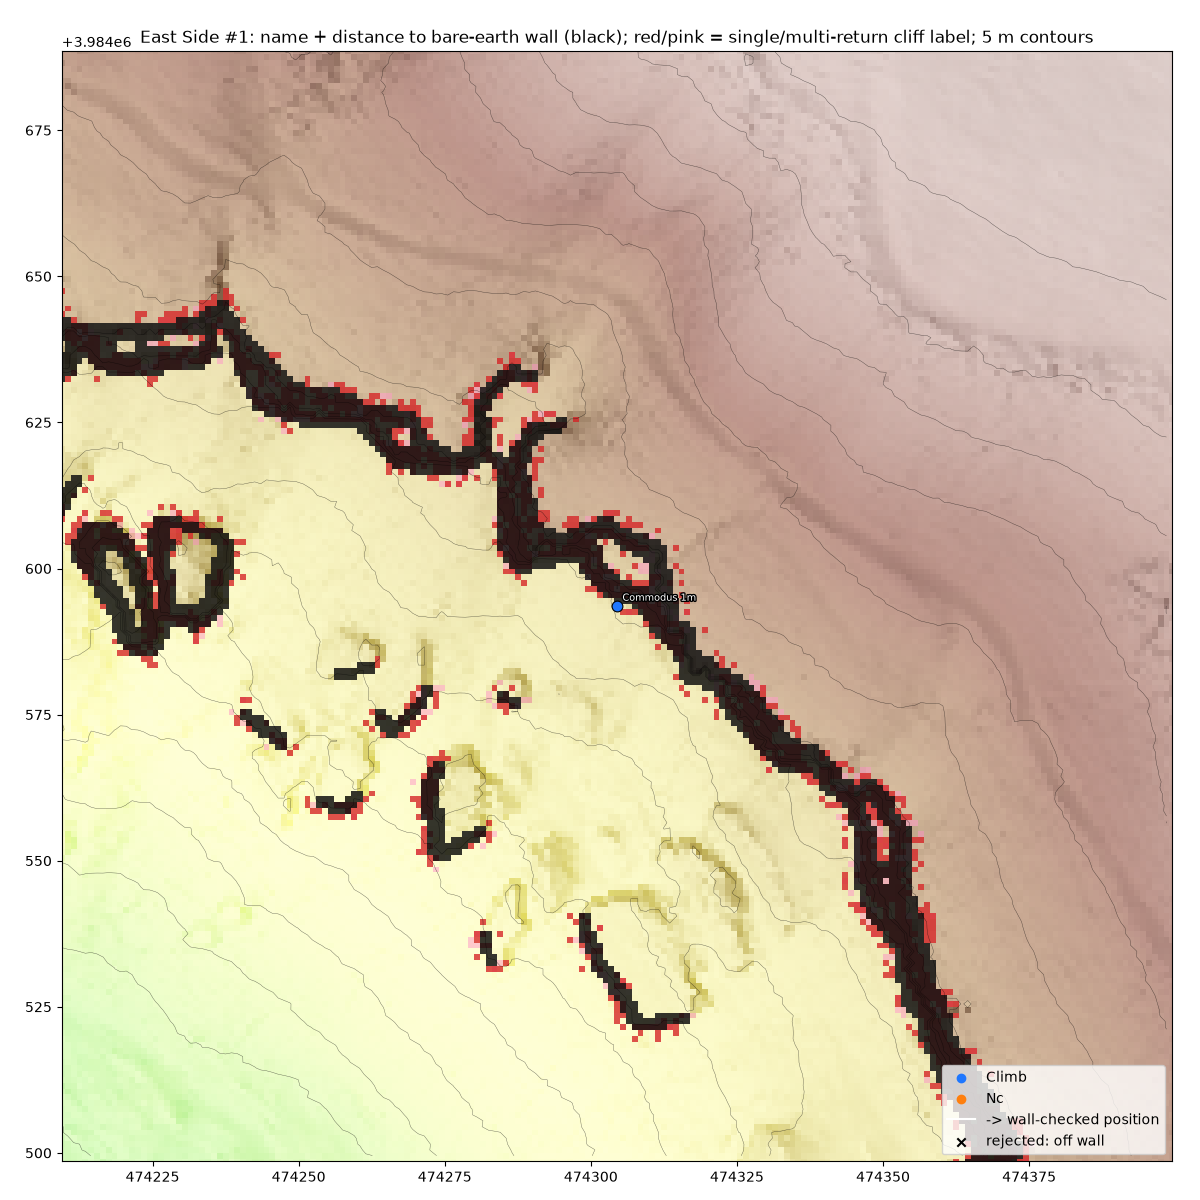 +3.984e6
East Side #1: name + distance to bare-earth wall (black); red/pink = single/multi-return cliff label; 5 m contours
675
650
625
600
575
550
525
500
Commodus 1m
Climb
Nc
-> wall-checked position
rejected: off wall
474225
474250
474275
474300
474325
474350
474375